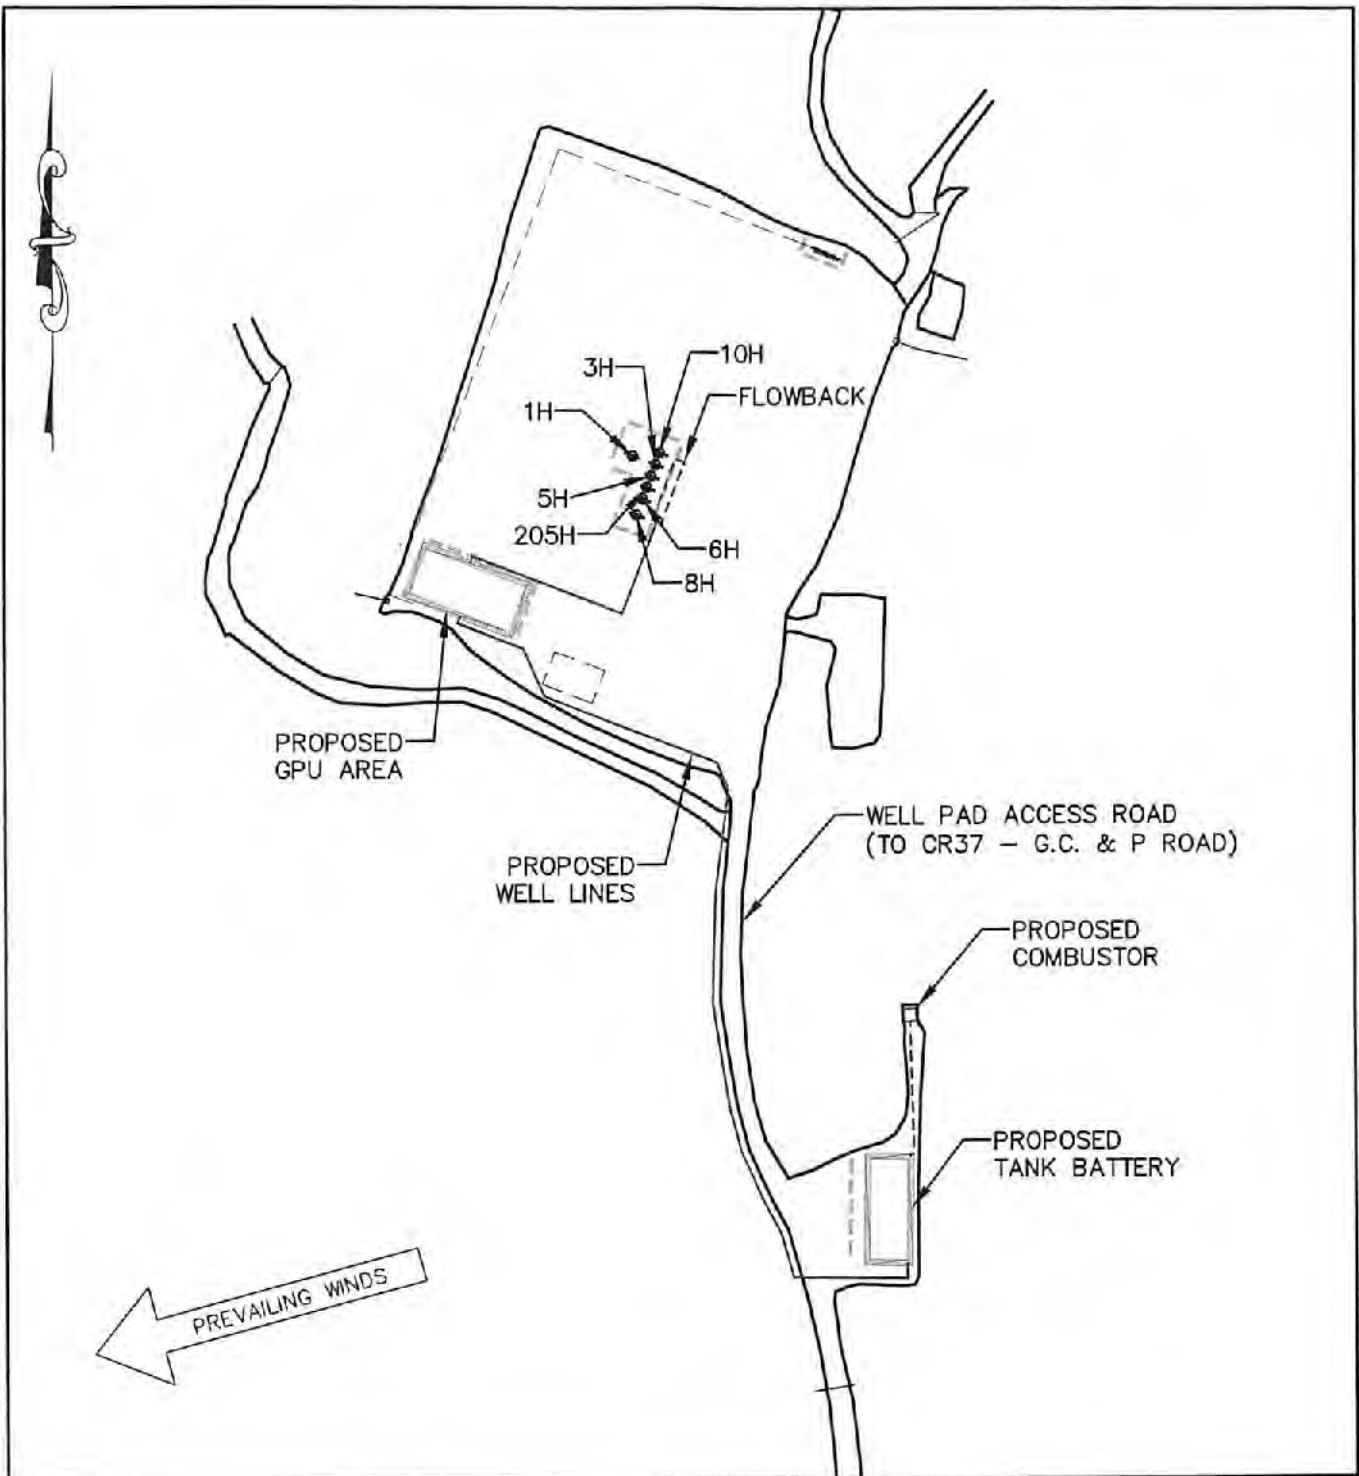 10H
3H
FLOWBACK
1H
5H
205H
6H
8H
PROPOSED
GPU AREA
WELL PAD ACCESS ROAD
(TO CR37 – G.C. & P ROAD)
PROPOSED
WELL LINES
PROPOSED
COMBUSTOR
PROPOSED
TANK BATTERY
PREVAILING WINDS